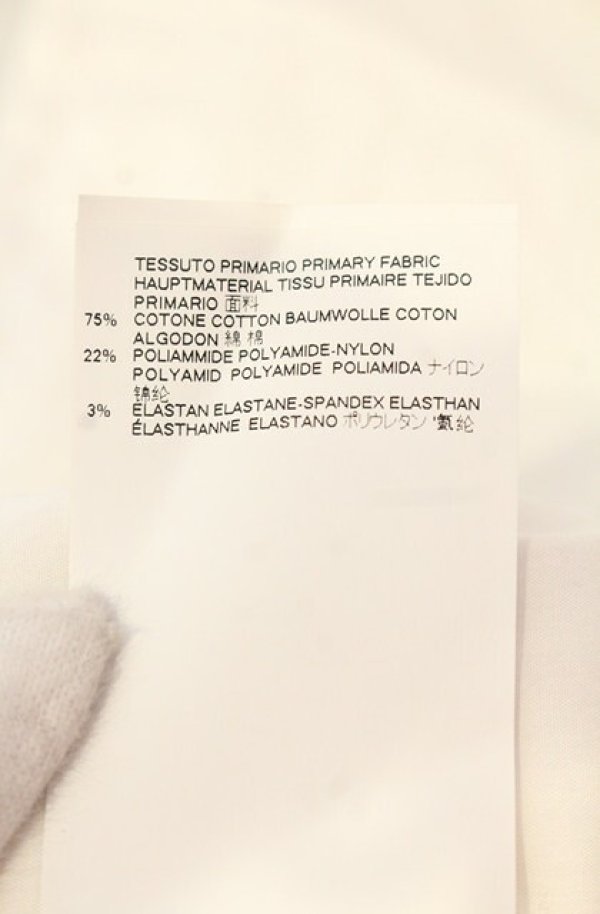 TESSUTO PRIMARIO PRIMARY FABRIC
HAUPTMATERIAL TISSU PRIMAIRE TEJIDO
PRIMARIO 面料
75% COTONE COTTON BAUMWOLLE COTON
ALGODON 綿 棉
22% POLIAMMIDE POLYAMIDE-NYLON
POLYAMID POLYAMIDE POLIAMIDA ナイロン
锦纶
3% ELASTAN ELASTANE-SPANDEX ELASTHAN
ÉLASTHANNE ELASTANO ポリウレタン '氨纶